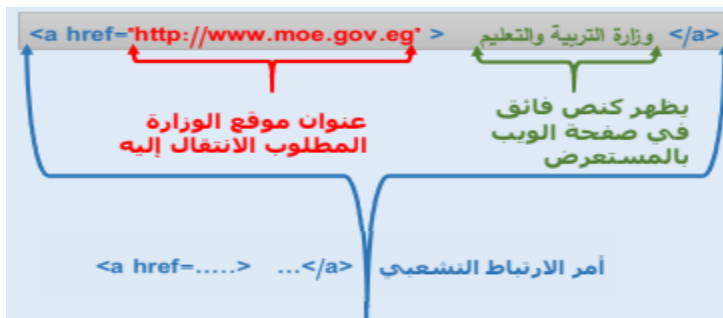 <a href="http://www.moe.gov.eg" > وزارة التربية والتعليم </a>
عنوان موقع الوزارة
المطلوب الانتقال إليه
يظهر كنص فائق
في صفحة الويب
بالمستعرض
أمر الارتباط التشعبي <a href=.....> ...</a>